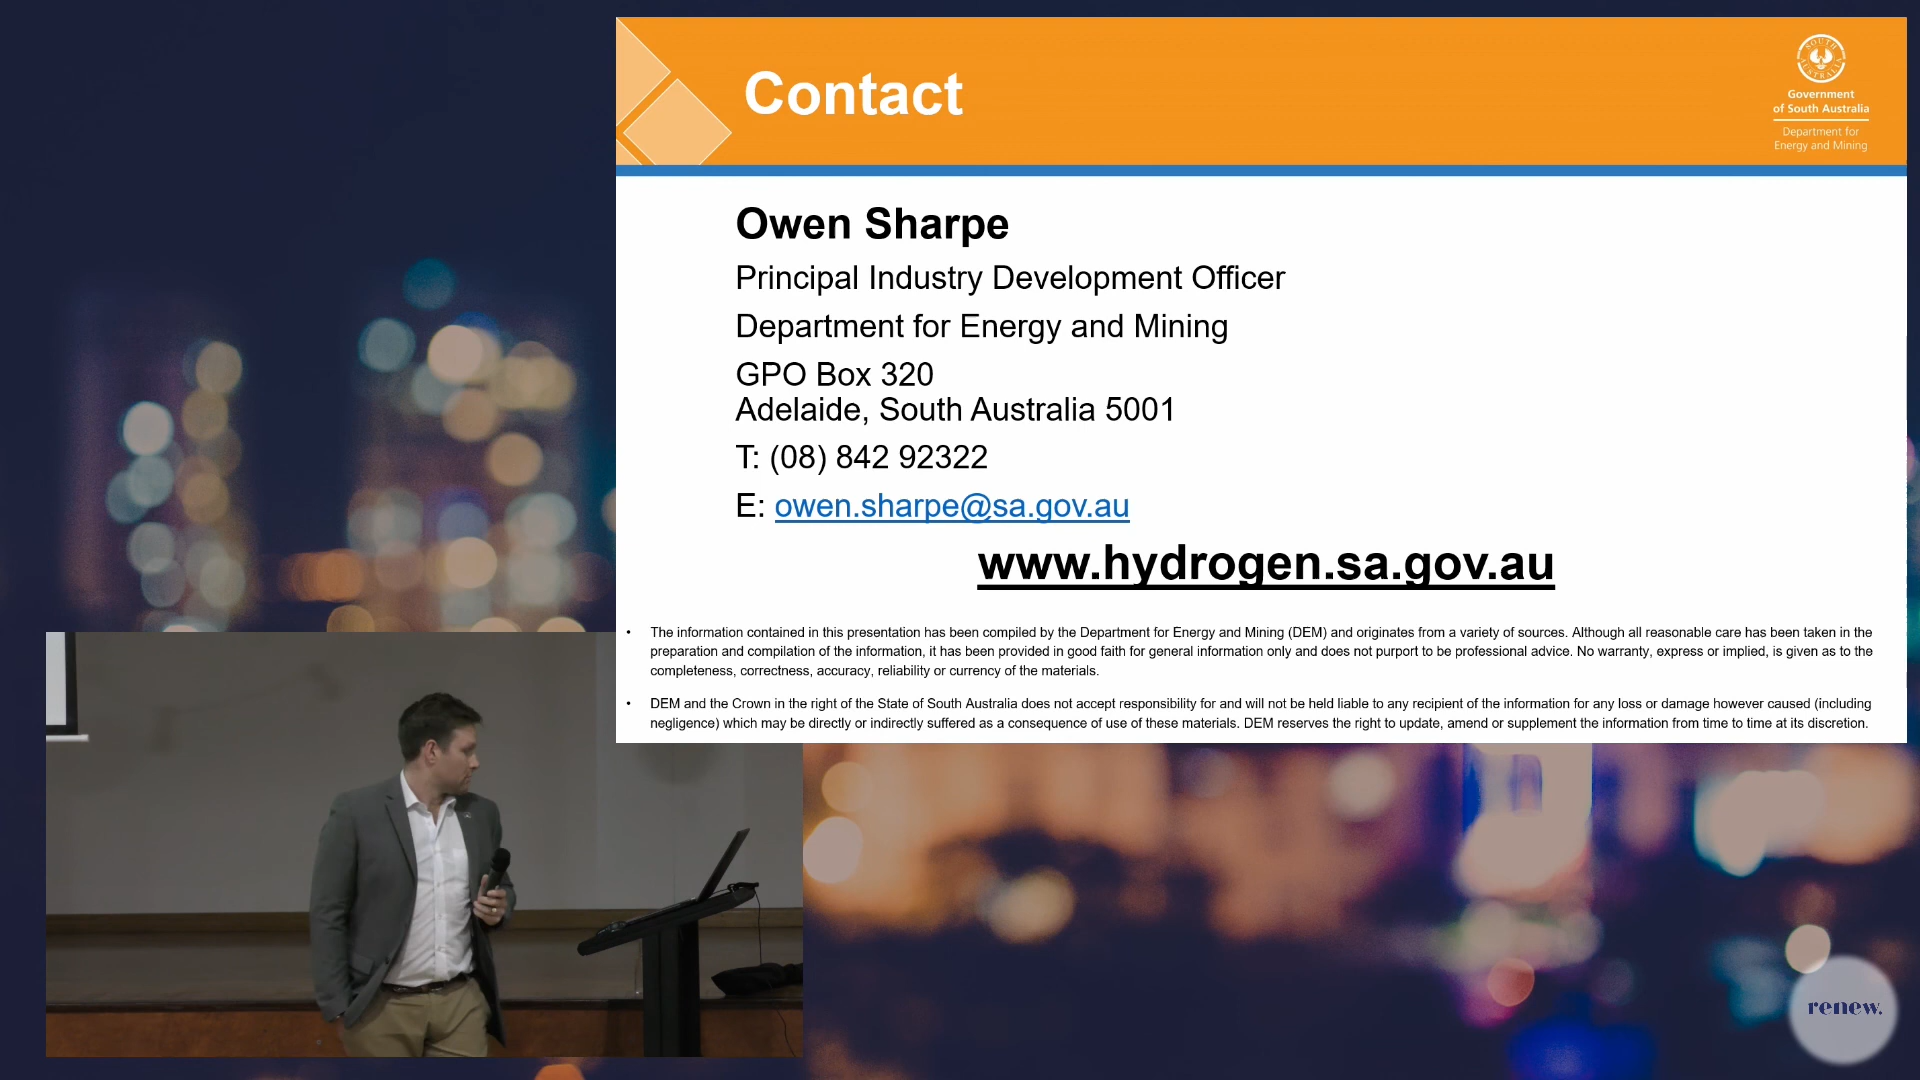 Contact
SOUTH AUSTRALIA
Government
of South Australia
Department for
Energy and Mining
Owen Sharpe
Principal Industry Development Officer
Department for Energy and Mining
GPO Box 320
Adelaide, South Australia 5001
T: (08) 842 92322
E: owen.sharpe@sa.gov.au
www.hydrogen.sa.gov.au
• The information contained in this presentation has been compiled by the Department for Energy and Mining (DEM) and originates from a variety of sources. Although all reasonable care has been taken in the
preparation and compilation of the information, it has been provided in good faith for general information only and does not purport to be professional advice. No warranty, express or implied, is given as to the
completeness, correctness, accuracy, reliability or currency of the materials.
• DEM and the Crown in the right of the State of South Australia does not accept responsibility for and will not be held liable to any recipient of the information for any loss or damage however caused (including
negligence) which may be directly or indirectly suffered as a consequence of use of these materials. DEM reserves the right to update, amend or supplement the information from time to time at its discretion.
renew.